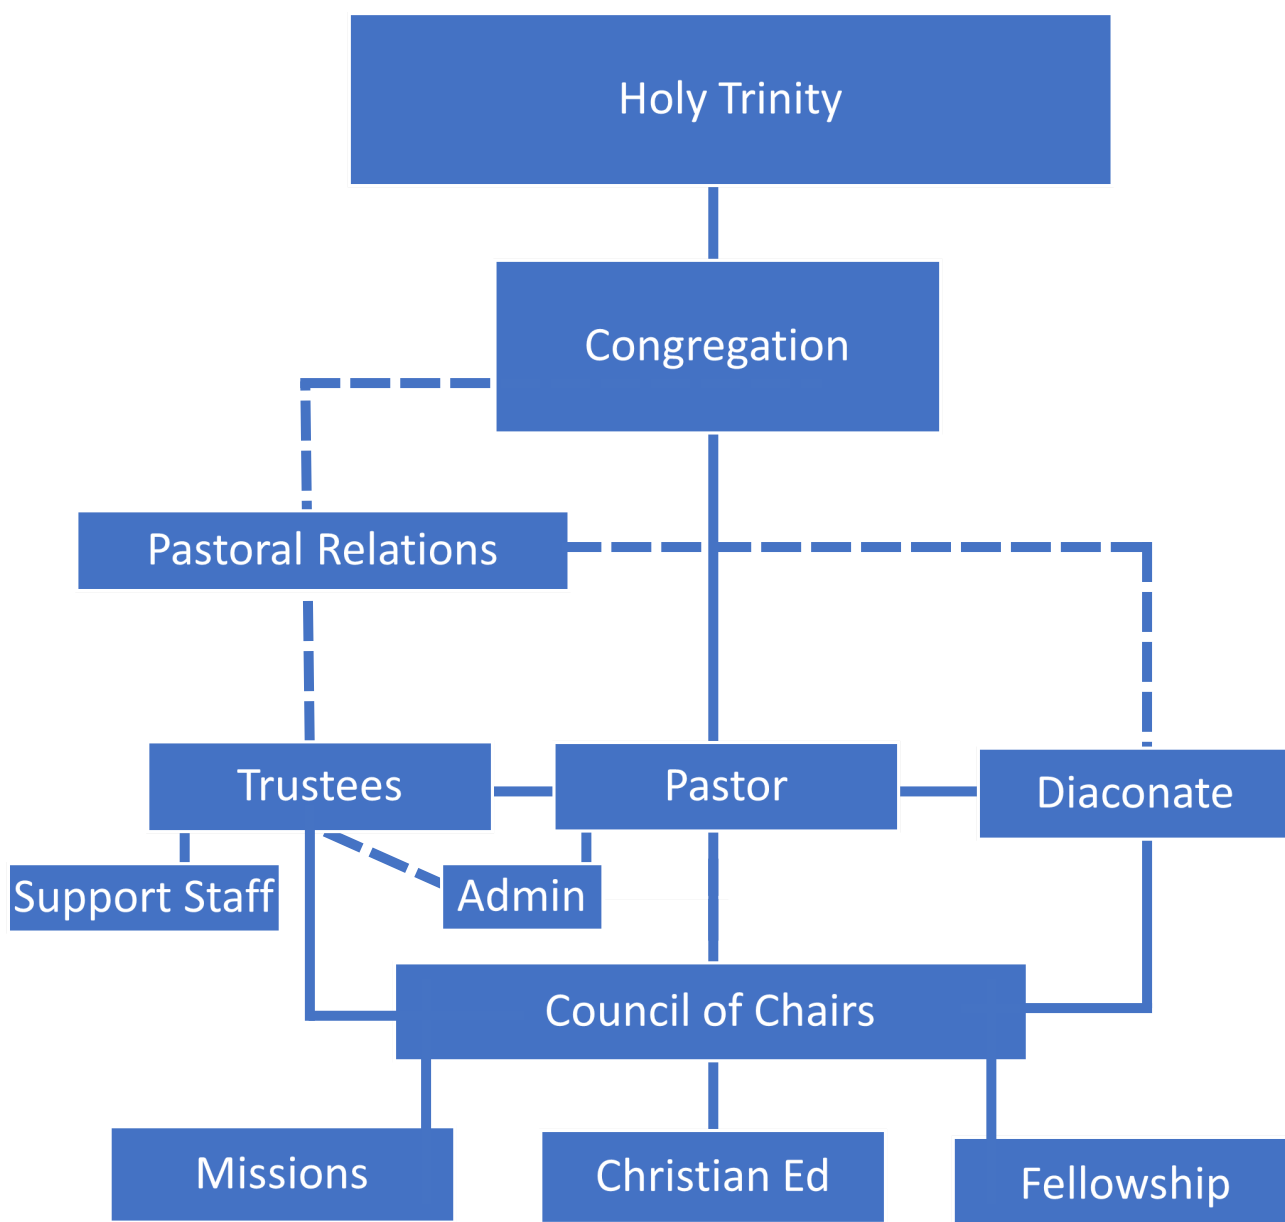 Holy Trinity
Congregation
Pastoral Relations
Trustees
Pastor
Diaconate
Support Staff
Admin
Council of Chairs
Missions
Christian Ed
Fellowship